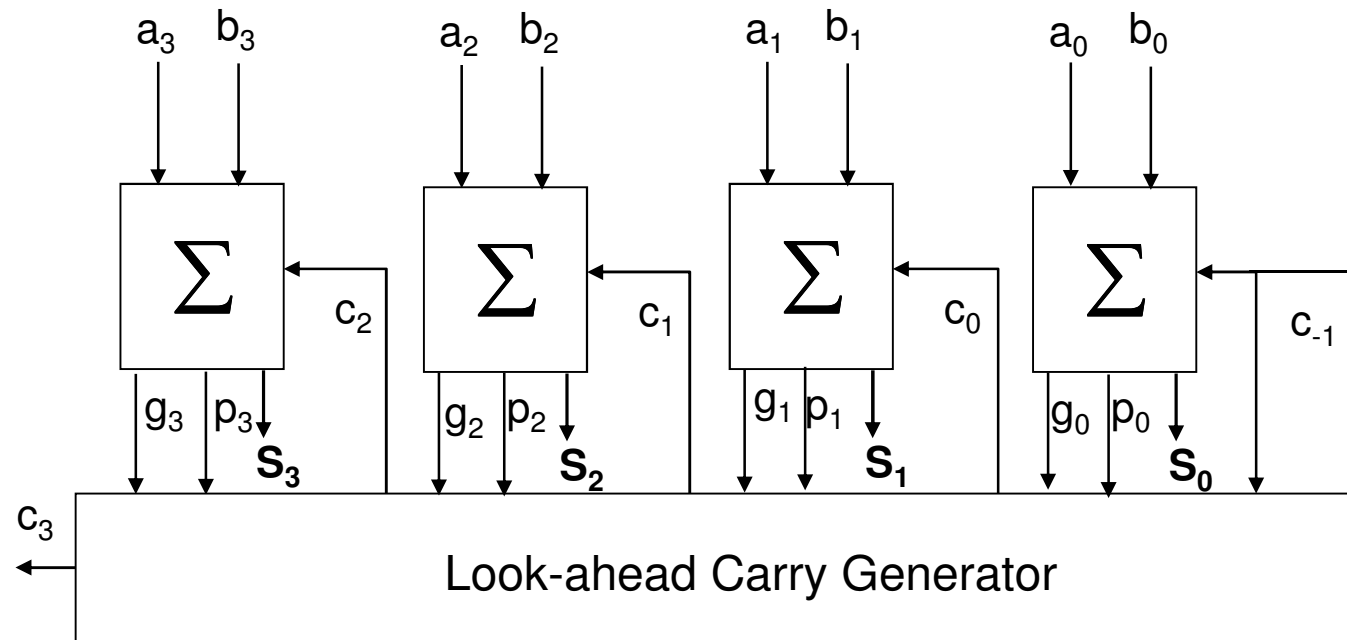 a₃ b₃ a₂ b₂ a₁ b₁ a₀ b₀
Σ Σ Σ Σ
c₂ c₁ c₀ c₋₁
g₃ p₃ g₂ p₂ g₁ p₁ g₀ p₀
S₃ S₂ S₁ S₀
c₃
Look-ahead Carry Generator